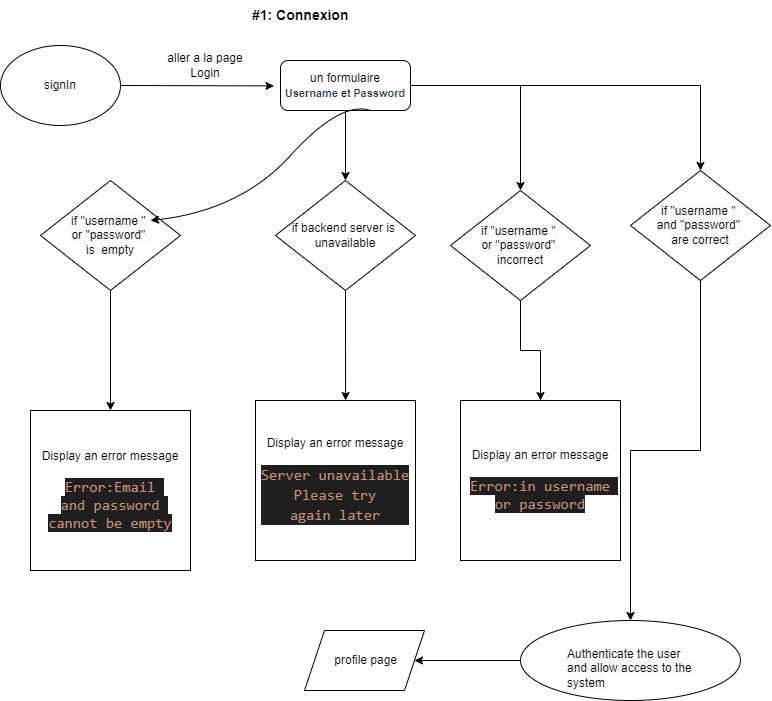 #1: Connexion
signIn
aller a la page
Login
un formulaire
Username et Password
if "username "
or "password"
is  empty
if backend server is
unavailable
if "username "
or "password"
incorrect
if "username "
and "password"
are correct
Display an error message
Error:Email
and password
cannot be empty
Display an error message
Server unavailable
Please try
again later
Display an error message
Error:in username
or password
profile page
Authenticate the user
and allow access to the
system